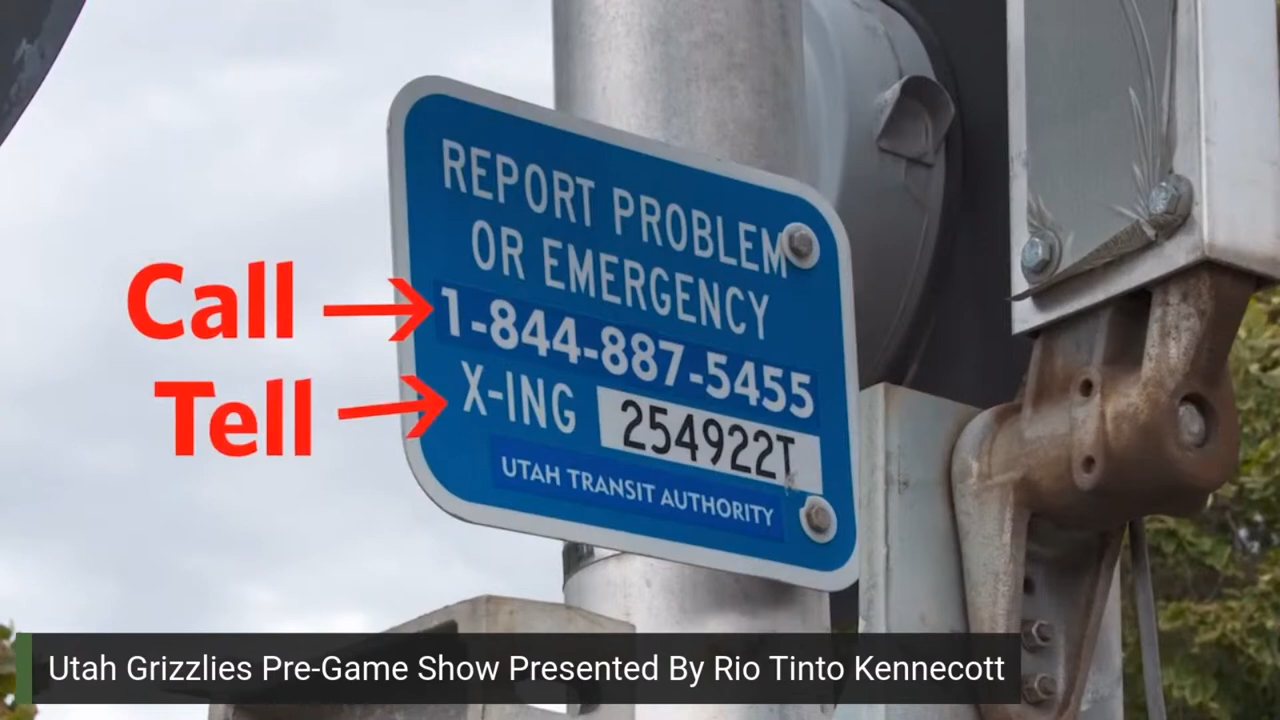 REPORT PROBLEM
OR EMERGENCY
Call
1-844-887-5455
Tell
X-ING 254922T
UTAH TRANSIT AUTHORITY
Utah Grizzlies Pre-Game Show Presented By Rio Tinto Kennecott